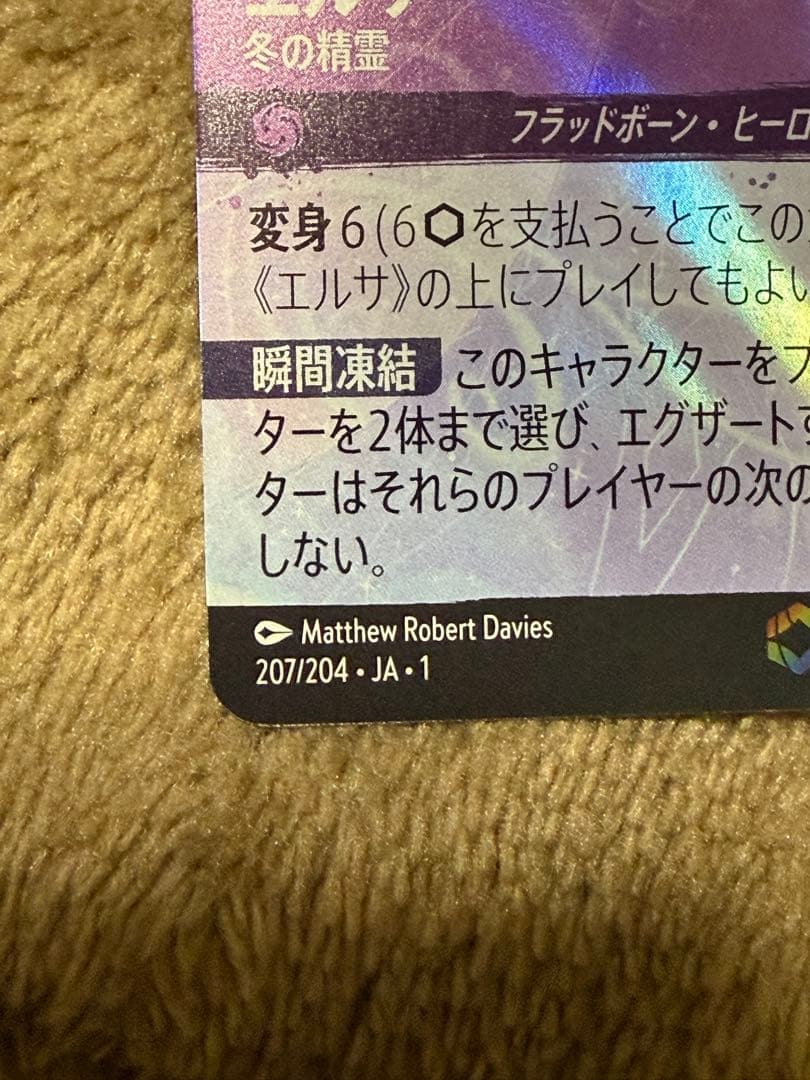 エルサ
冬の精霊
フラッドボーン・ヒーロ
変身 6 (6⬡を支払うことでこの
《エルサ》の上にプレイしてもよい
瞬間凍結 このキャラクターをプ
ターを2体まで選び、エグザートす
ターはそれらのプレイヤーの次の
しない。
Matthew Robert Davies
207/204 • JA • 1